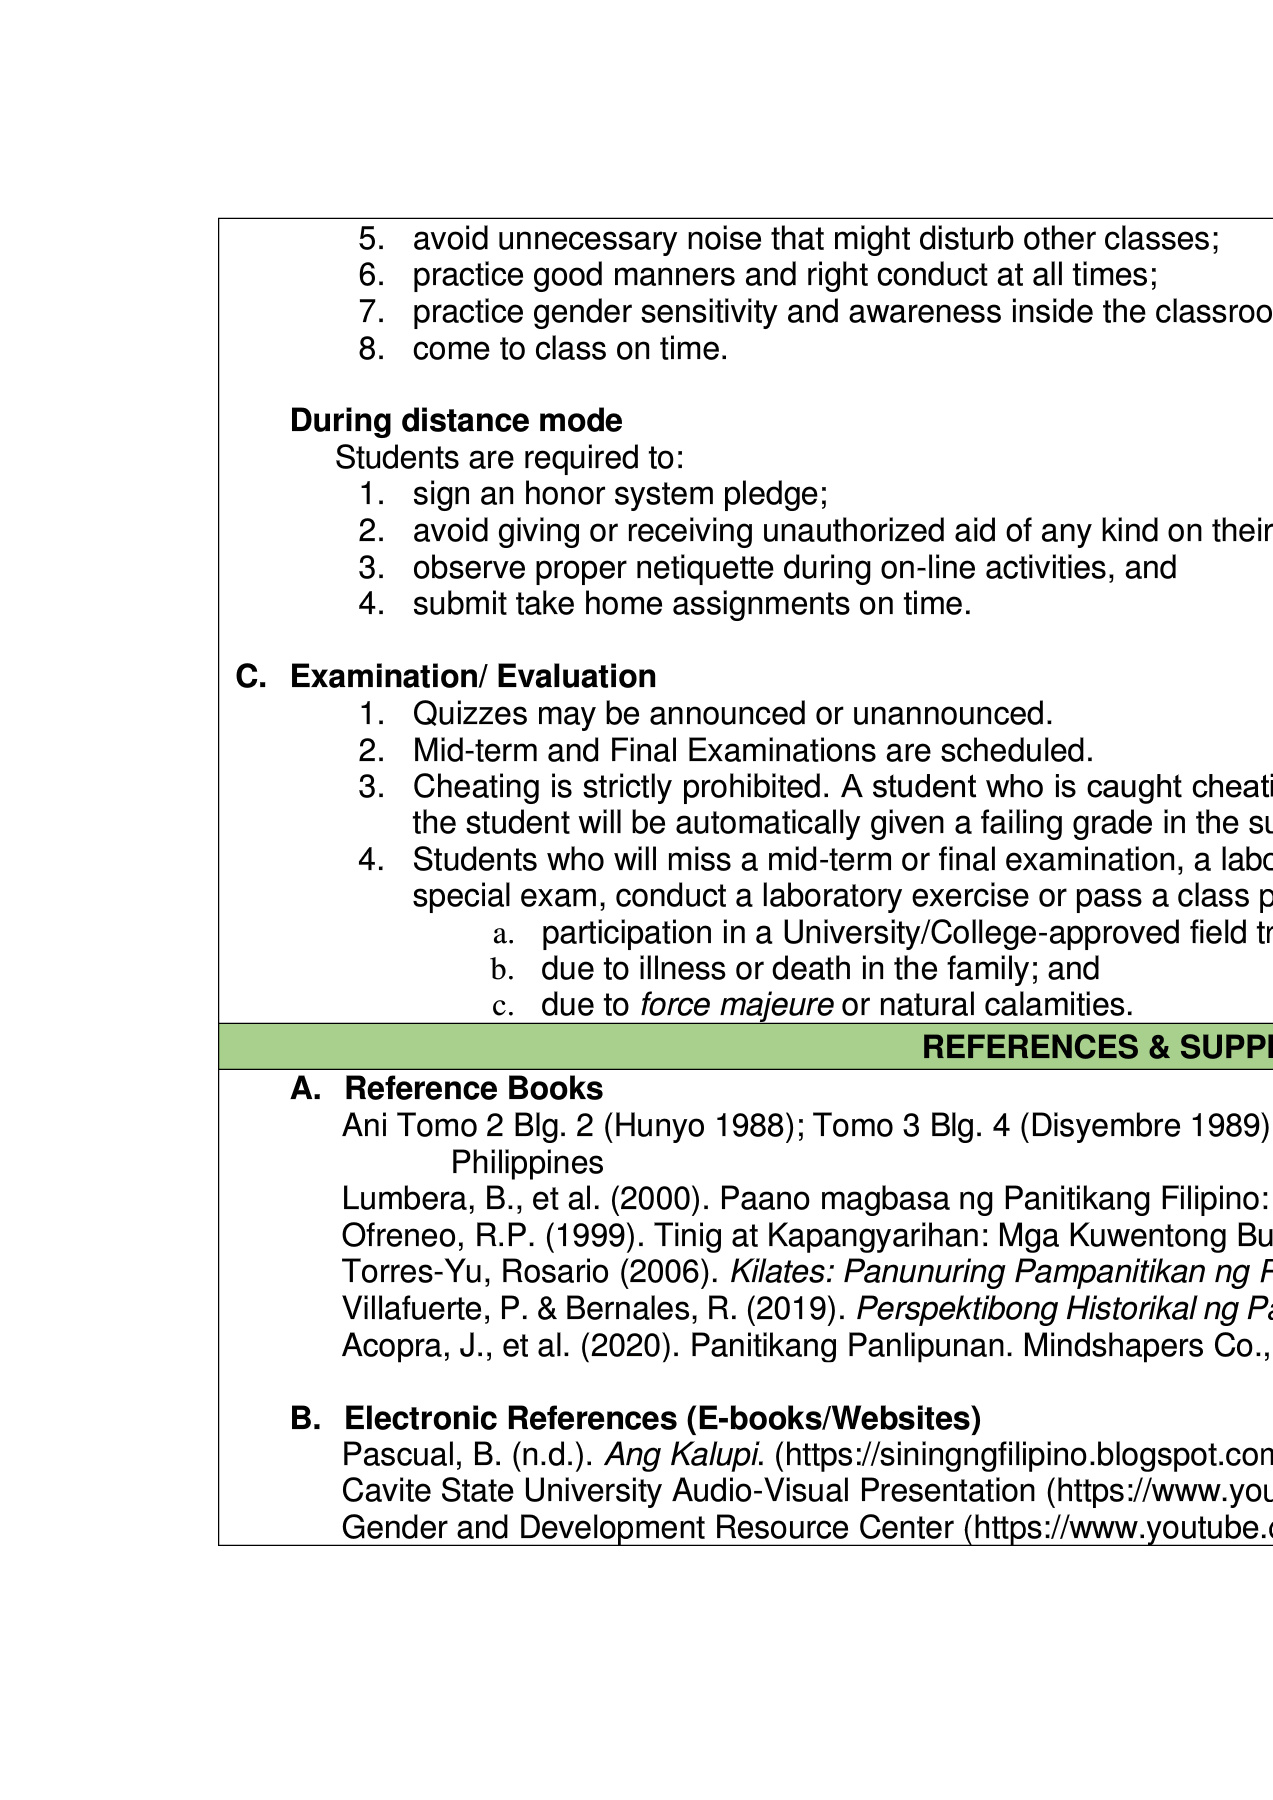 5. avoid unnecessary noise that might disturb other classes;
6. practice good manners and right conduct at all times;
7. practice gender sensitivity and awareness inside the classroo
8. come to class on time.
During distance mode
Students are required to:
1. sign an honor system pledge;
2. avoid giving or receiving unauthorized aid of any kind on their
3. observe proper netiquette during on-line activities, and
4. submit take home assignments on time.
C. Examination/ Evaluation
1. Quizzes may be announced or unannounced.
2. Mid-term and Final Examinations are scheduled.
3. Cheating is strictly prohibited. A student who is caught cheati
the student will be automatically given a failing grade in the su
4. Students who will miss a mid-term or final examination, a labo
special exam, conduct a laboratory exercise or pass a class p
a. participation in a University/College-approved field tr
b. due to illness or death in the family; and
c. due to force majeure or natural calamities.
REFERENCES & SUPP
A. Reference Books
Ani Tomo 2 Blg. 2 (Hunyo 1988); Tomo 3 Blg. 4 (Disyembre 1989)
Philippines
Lumbera, B., et al. (2000). Paano magbasa ng Panitikang Filipino:
Ofreneo, R.P. (1999). Tinig at Kapangyarihan: Mga Kuwentong Bu
Torres-Yu, Rosario (2006). Kilates: Panunuring Pampanitikan ng P
Villafuerte, P. & Bernales, R. (2019). Perspektibong Historikal ng Pa
Acopra, J., et al. (2020). Panitikang Panlipunan. Mindshapers Co.,
B. Electronic References (E-books/Websites)
Pascual, B. (n.d.). Ang Kalupi. (https://siningngfilipino.blogspot.com
Cavite State University Audio-Visual Presentation (https://www.you
Gender and Development Resource Center (https://www.youtube.c